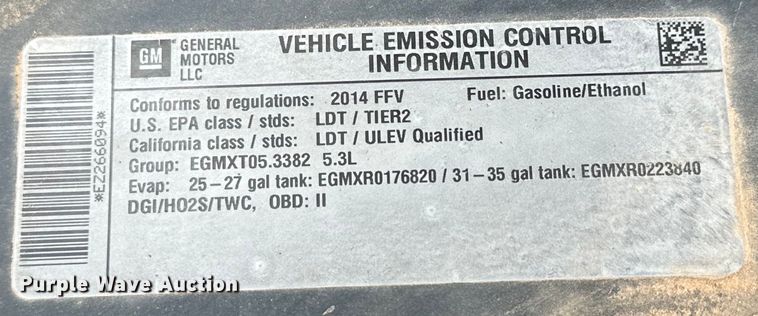 GM
GENERAL
MOTORS
LLC
VEHICLE EMISSION CONTROL
INFORMATION
Conforms to regulations: 2014 FFV Fuel: Gasoline/Ethanol
U.S. EPA class / stds: LDT / TIER2
California class / stds: LDT / ULEV Qualified
Group: EGMXT05.3382 5.3L
Evap: 25-27 gal tank: EGMXR0176820 / 31-35 gal tank: EGMXR0223840
DGI/HO2S/TWC, OBD: II
*EZ266094*
Purple Wave Auction